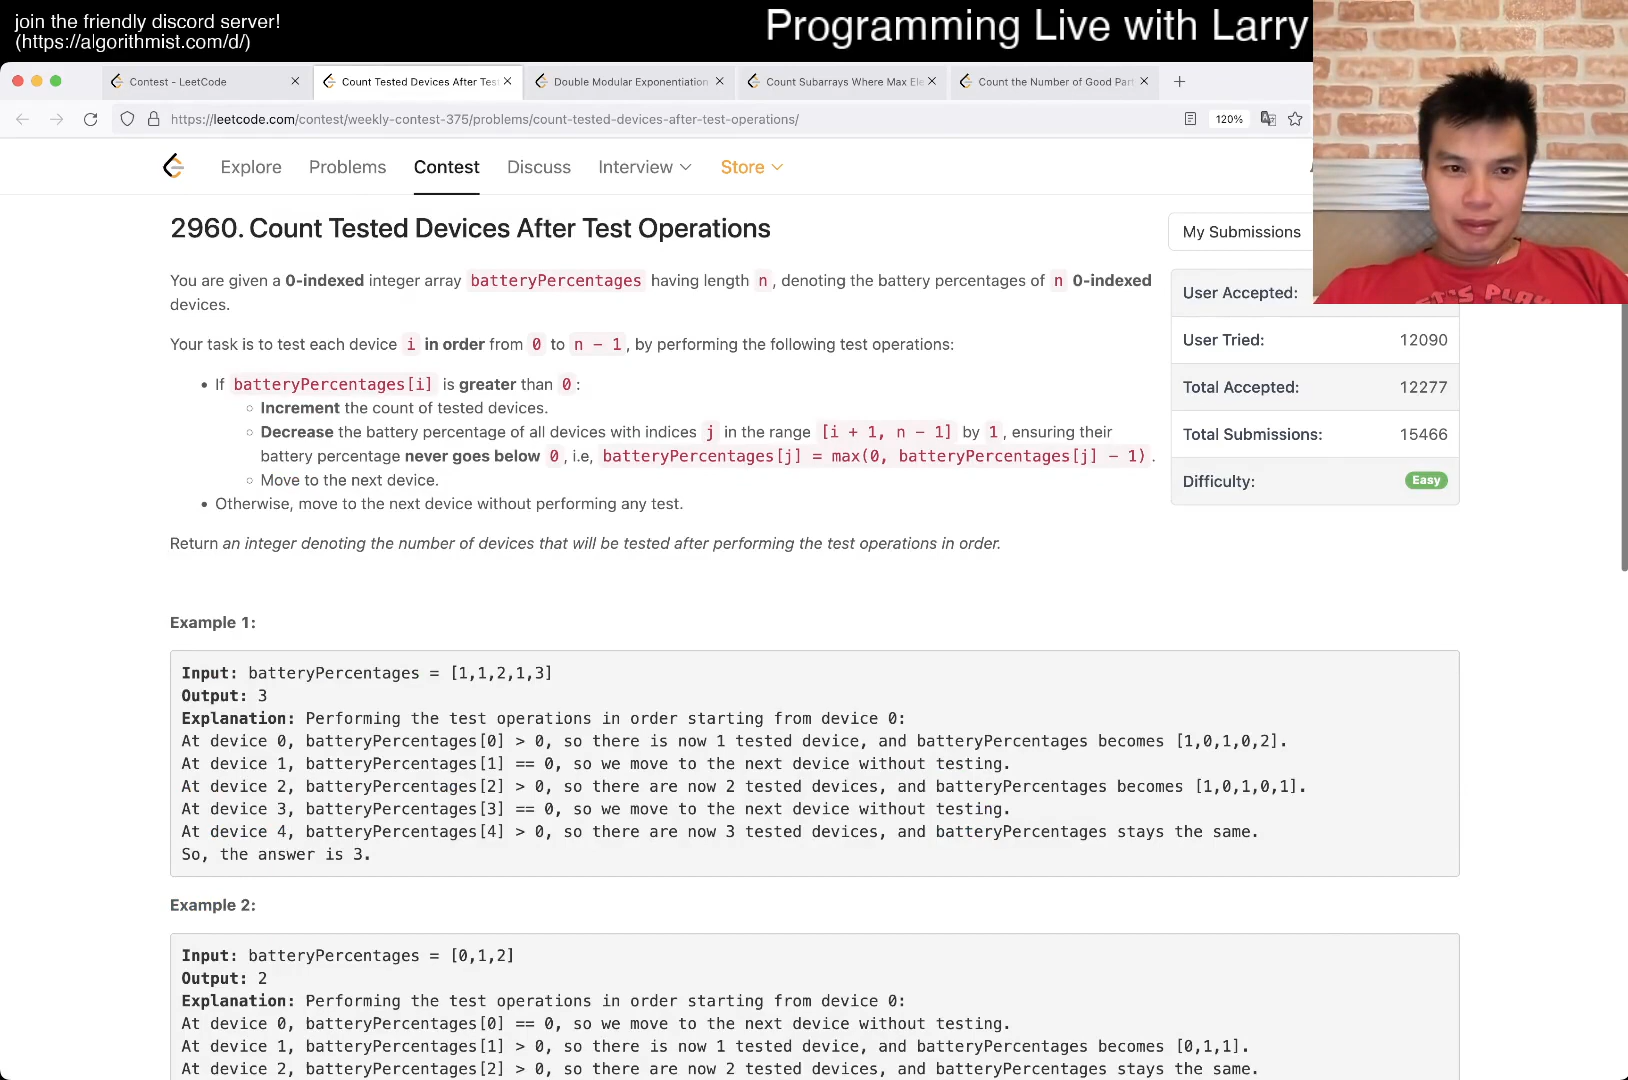 join the friendly discord server!
(https://algorithmist.com/d/)
Programming Live with Larry
Contest - LeetCode
Count Tested Devices After Tes
Double Modular Exponentiation
Count Subarrays Where Max Ele
Count the Number of Good Part
https://leetcode.com/contest/weekly-contest-375/problems/count-tested-devices-after-test-operations/
120%
Explore Problems Contest Discuss Interview Store
2960. Count Tested Devices After Test Operations
My Submissions
You are given a 0-indexed integer array batteryPercentages having length n, denoting the battery percentages of n 0-indexed
devices.
Your task is to test each device i in order from 0 to n - 1, by performing the following test operations:
• If batteryPercentages[i] is greater than 0:
◦ Increment the count of tested devices.
◦ Decrease the battery percentage of all devices with indices j in the range [i + 1, n - 1] by 1, ensuring their
battery percentage never goes below 0, i.e, batteryPercentages[j] = max(0, batteryPercentages[j] - 1).
◦ Move to the next device.
• Otherwise, move to the next device without performing any test.
Return an integer denoting the number of devices that will be tested after performing the test operations in order.
User Accepted:
User Tried: 12090
Total Accepted: 12277
Total Submissions: 15466
Difficulty: Easy
Example 1:
Input: batteryPercentages = [1,1,2,1,3]
Output: 3
Explanation: Performing the test operations in order starting from device 0:
At device 0, batteryPercentages[0] > 0, so there is now 1 tested device, and batteryPercentages becomes [1,0,1,0,2].
At device 1, batteryPercentages[1] == 0, so we move to the next device without testing.
At device 2, batteryPercentages[2] > 0, so there are now 2 tested devices, and batteryPercentages becomes [1,0,1,0,1].
At device 3, batteryPercentages[3] == 0, so we move to the next device without testing.
At device 4, batteryPercentages[4] > 0, so there are now 3 tested devices, and batteryPercentages stays the same.
So, the answer is 3.
Example 2:
Input: batteryPercentages = [0,1,2]
Output: 2
Explanation: Performing the test operations in order starting from device 0:
At device 0, batteryPercentages[0] == 0, so we move to the next device without testing.
At device 1, batteryPercentages[1] > 0, so there is now 1 tested device, and batteryPercentages becomes [0,1,1].
At device 2, batteryPercentages[2] > 0, so there are now 2 tested devices, and batteryPercentages stays the same.